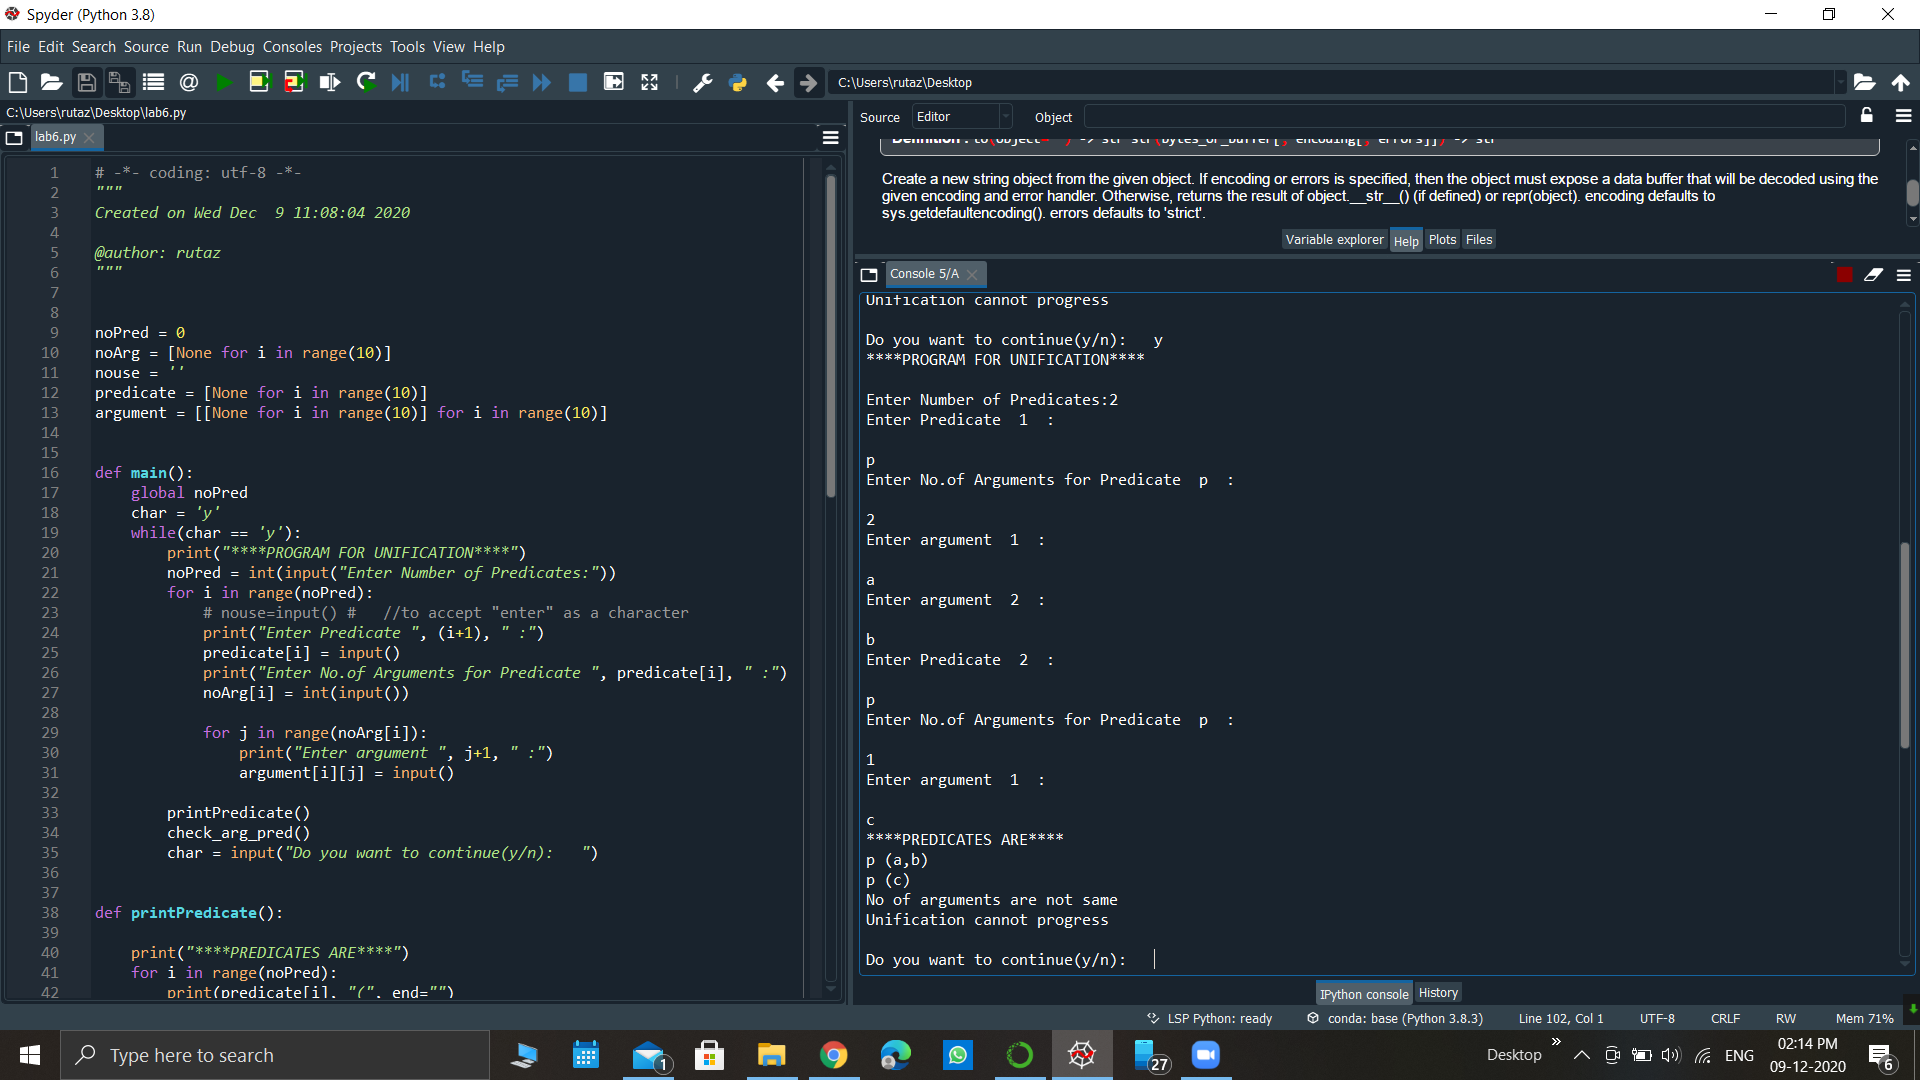 Spyder (Python 3.8)
File Edit Search Source Run Debug Consoles Projects Tools View Help
C:\Users\rutaz\Desktop
C:\Users\rutaz\Desktop\lab6.py
lab6.py
1 # -*- coding: utf-8 -*-
2 """
3 Created on Wed Dec  9 11:08:04 2020
4
5 @author: rutaz
6 """
7
8
9 noPred = 0
10 noArg = [None for i in range(10)]
11 nouse = ''
12 predicate = [None for i in range(10)]
13 argument = [[None for i in range(10)] for i in range(10)]
14
15
16 def main():
17     global noPred
18     char = 'y'
19     while(char == 'y'):
20         print("****PROGRAM FOR UNIFICATION****")
21         noPred = int(input("Enter Number of Predicates:"))
22         for i in range(noPred):
23             # nouse=input() #   //to accept "enter" as a character
24             print("Enter Predicate ", (i+1), " :")
25             predicate[i] = input()
26             print("Enter No.of Arguments for Predicate ", predicate[i], " :")
27             noArg[i] = int(input())
28
29             for j in range(noArg[i]):
30                 print("Enter argument ", j+1, " :")
31                 argument[i][j] = input()
32
33         printPredicate()
34         check_arg_pred()
35         char = input("Do you want to continue(y/n):   ")
36
37
38 def printPredicate():
39
40     print("****PREDICATES ARE****")
41     for i in range(noPred):
42         print(predicate[i], "(", end="")
Source Editor Object
Create a new string object from the given object. If encoding or errors is specified, then the object must expose a data buffer that will be decoded using the
given encoding and error handler. Otherwise, returns the result of object.__str__() (if defined) or repr(object). encoding defaults to
sys.getdefaultencoding(). errors defaults to 'strict'.
Variable explorer Help Plots Files
Console 5/A
Unification cannot progress
Do you want to continue(y/n):   y
****PROGRAM FOR UNIFICATION****
Enter Number of Predicates:2
Enter Predicate  1  :
p
Enter No.of Arguments for Predicate  p  :
2
Enter argument  1  :
a
Enter argument  2  :
b
Enter Predicate  2  :
p
Enter No.of Arguments for Predicate  p  :
1
Enter argument  1  :
c
****PREDICATES ARE****
p (a,b)
p (c)
No of arguments are not same
Unification cannot progress
Do you want to continue(y/n):
IPython console History
LSP Python: ready conda: base (Python 3.8.3) Line 102, Col 1 UTF-8 CRLF RW Mem 71%
Type here to search
1
27
Desktop
ENG
02:14 PM
09-12-2020
6